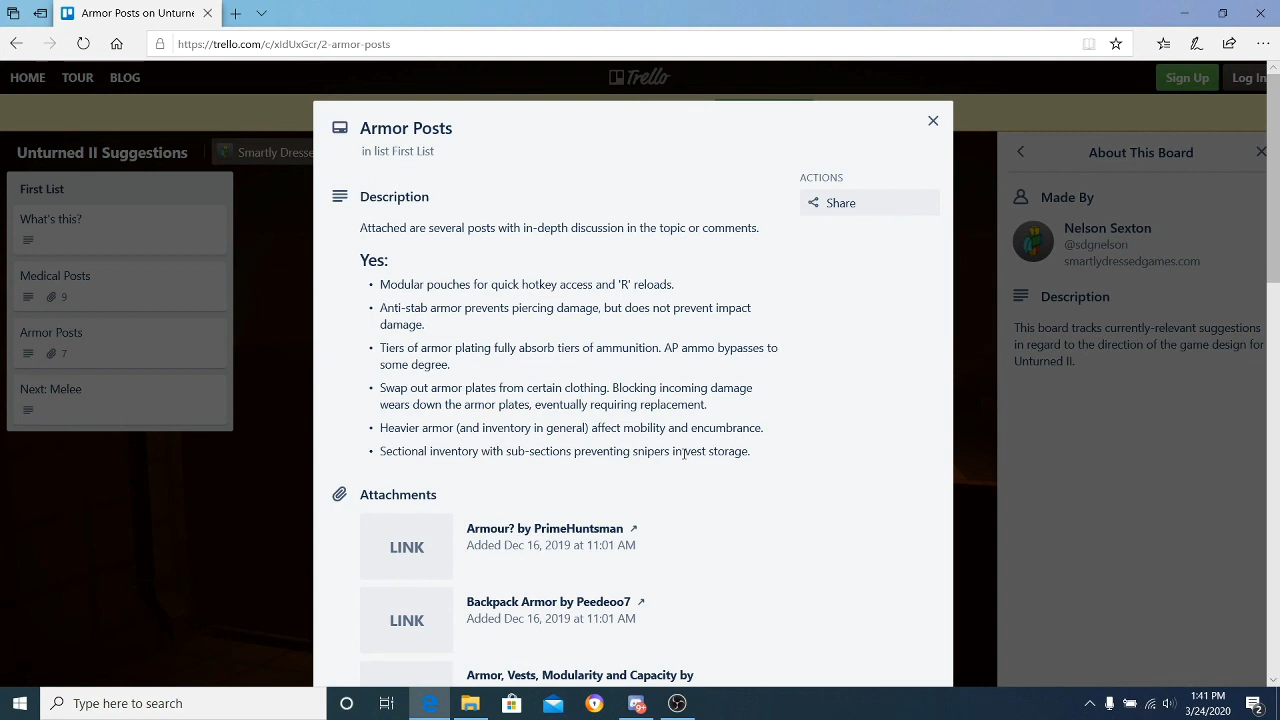 Armor Posts - Unturne
https://trello.com/c/xIdUxGcr/2-armor-posts
HOME TOUR BLOG
Trello
Sign Up
Log In
Unturned II Suggestions
Smartly Dresse
First List
What's this?
Medical Posts
9
Armor Posts
7
Next: Melee
Armor Posts
in list First List
Description
Attached are several posts with in-depth discussion in the topic or comments.
Yes:
• Modular pouches for quick hotkey access and 'R' reloads.
• Anti-stab armor prevents piercing damage, but does not prevent impact
damage.
• Tiers of armor plating fully absorb tiers of ammunition. AP ammo bypasses to
some degree.
• Swap out armor plates from certain clothing. Blocking incoming damage
wears down the armor plates, eventually requiring replacement.
• Heavier armor (and inventory in general) affect mobility and encumbrance.
• Sectional inventory with sub-sections preventing snipers in vest storage.
Attachments
LINK
Armour? by PrimeHuntsman
Added Dec 16, 2019 at 11:01 AM
LINK
Backpack Armor by Peedeoo7
Added Dec 16, 2019 at 11:01 AM
Armor, Vests, Modularity and Capacity by
ACTIONS
Share
About This Board
Made By
Nelson Sexton
@sdgnelson
smartlydressedgames.com
Description
This board tracks currently-relevant suggestions
in regard to the direction of the game design for
Unturned II.
Type here to search
9+
1:41 PM
3/24/2020